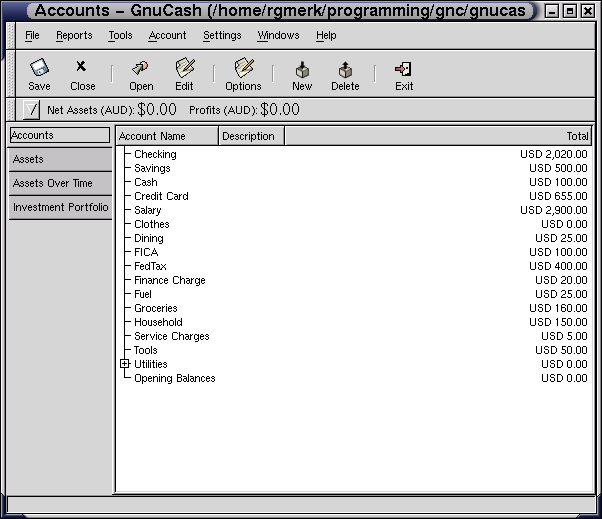 Accounts – GnuCash (/home/rgmerk/programming/gnc/gnucas
File Reports Tools Account Settings Windows Help
Save Close Open Edit Options New Delete Exit
Net Assets (AUD): $0.00 Profits (AUD): $0.00
Accounts
Assets
Assets Over Time
Investment Portfolio
Account Name Description Total
Checking USD 2,020.00
Savings USD 500.00
Cash USD 100.00
Credit Card USD 655.00
Salary USD 2,900.00
Clothes USD 0.00
Dining USD 25.00
FICA USD 100.00
FedTax USD 400.00
Finance Charge USD 20.00
Fuel USD 25.00
Groceries USD 160.00
Household USD 150.00
Service Charges USD 5.00
Tools USD 50.00
Utilities USD 0.00
Opening Balances USD 0.00